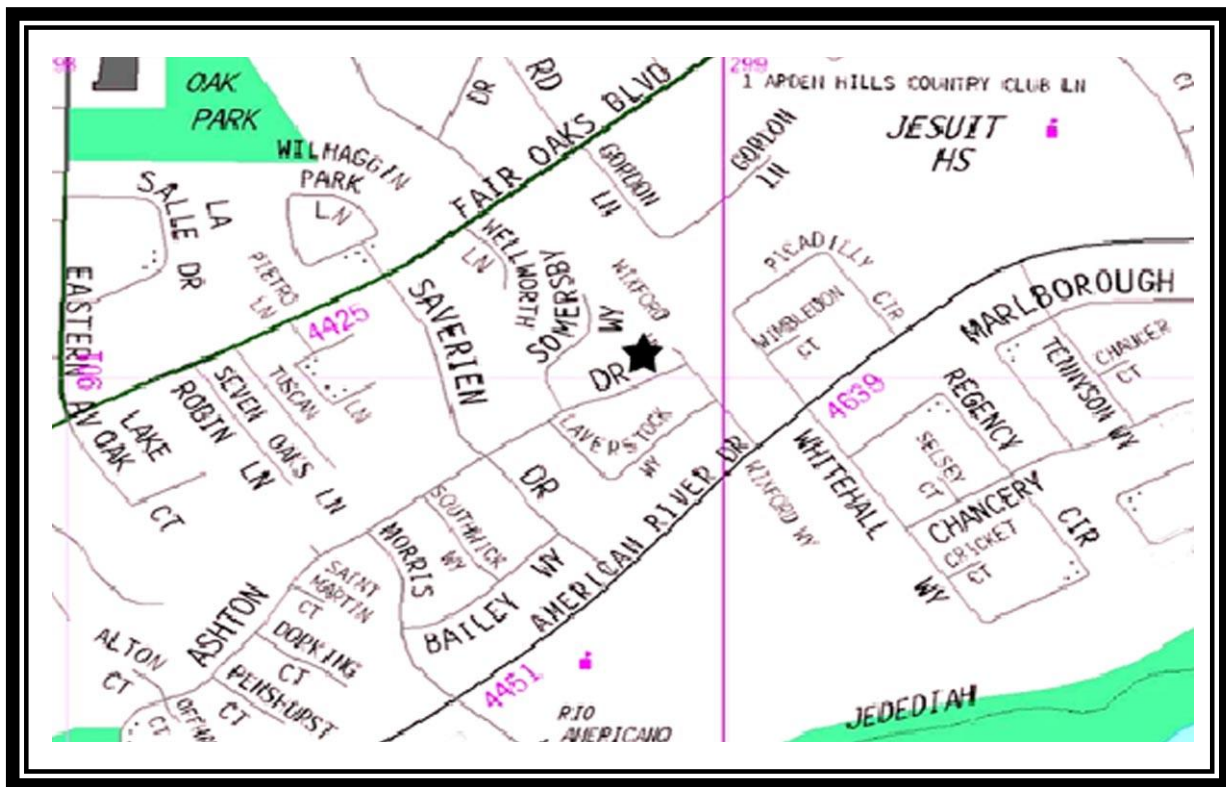 98
299
OAK
PARK
DR
RD
FAIR OAKS BLVD
1 ARDEN HILLS COUNTRY CLUB LN
JESUIT
HS
WILHAGGIN
PARK
LN
GORDON
LN
GORDON
LN
LA
SALLE DR
PIETRO
LN
WELLWORTH
LN
SOMERSBY
WY
WIXFORD
PICADILLY
CIR
WIMBLEDON
CT
MARLBOROUGH
EASTERN AV
106
4425
SAVERIEN
DR
DR
TENNYSON WY
CHAUCER
CT
TUSCAN
LN
SEVEN OAKS LN
ROBIN LN
LAKE
OAK
CT
LAVERSTOCK
WY
4639
REGENCY
CIR
SELSEY
CT
WHITEHALL
WY
CHANCERY
CRICKET
CT
WIXFORD WY
AMERICAN RIVER DR
SOUTHWICK
WY
MORRIS
BAILEY WY
ASHTON
SAINT
MARTIN
CT
DORKING
CT
PENSHURST
CT
ALTON
CT
CT
4451
RIO
AMERICANO
JEDEDIAH